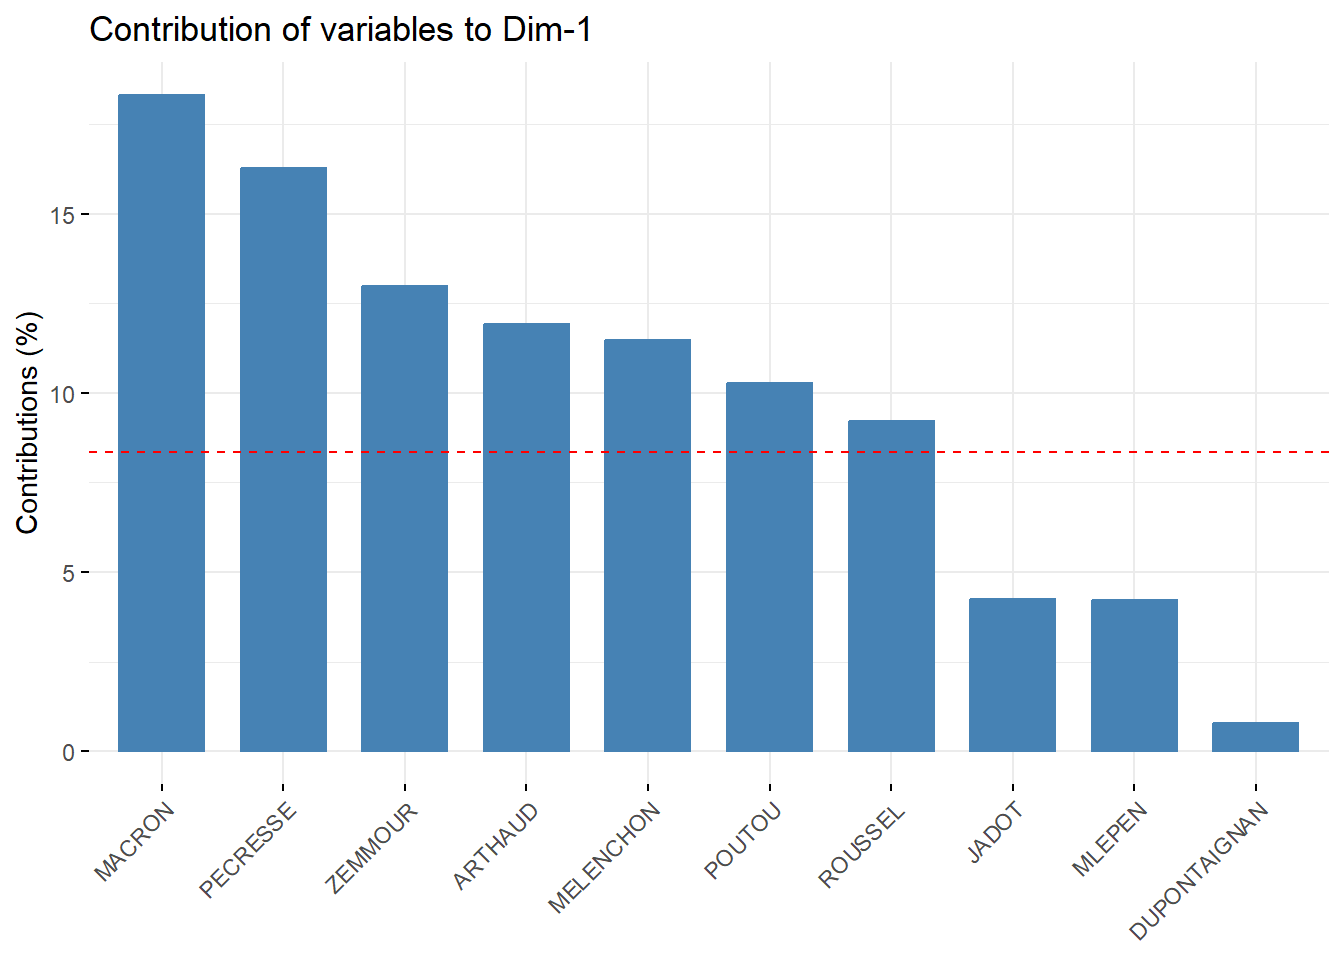 Contribution of variables to Dim-1
Contributions (%)
15
10
5
0
MACRON
PECRESSE
ZEMMOUR
ARTHAUD
MELENCHON
POUTOU
ROUSSEL
JADOT
MLEPEN
DUPONTAIGNAN